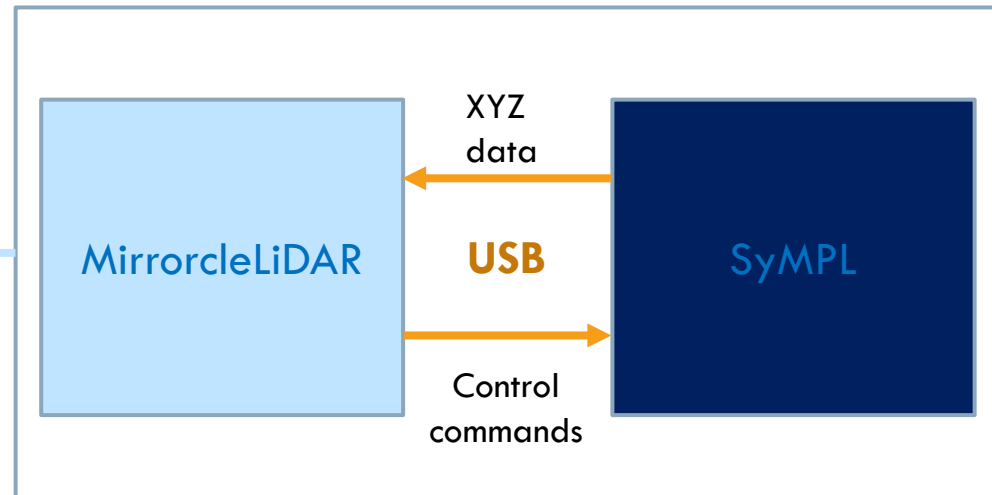 XYZ
data
MirrorcleLiDAR
USB
SyMPL
Control
commands